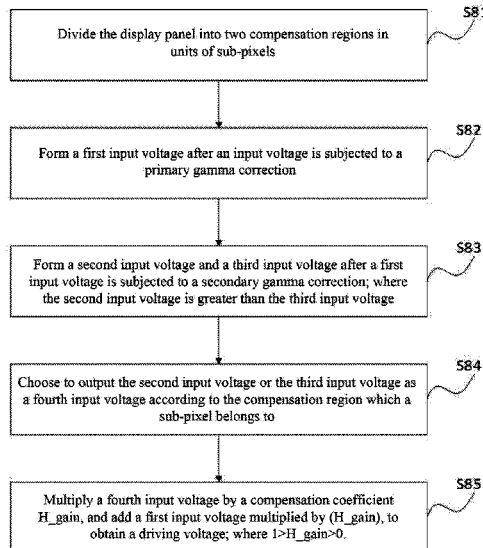 S81
Divide the display panel into two compensation regions in
units of sub-pixels
S82
Form a first input voltage after an input voltage is subjected to a
primary gamma correction
S83
Form a second input voltage and a third input voltage after a first
input voltage is subjected to a secondary gamma correction; where
the second input voltage is greater than the third input voltage
S84
Choose to output the second input voltage or the third input voltage as
a fourth input voltage according to the compensation region which a
sub-pixel belongs to
S85
Multiply a fourth input voltage by a compensation coefficient
H_gain, and add a first input voltage multiplied by (H_gain), to
obtain a driving voltage; where 1>H_gain>0.